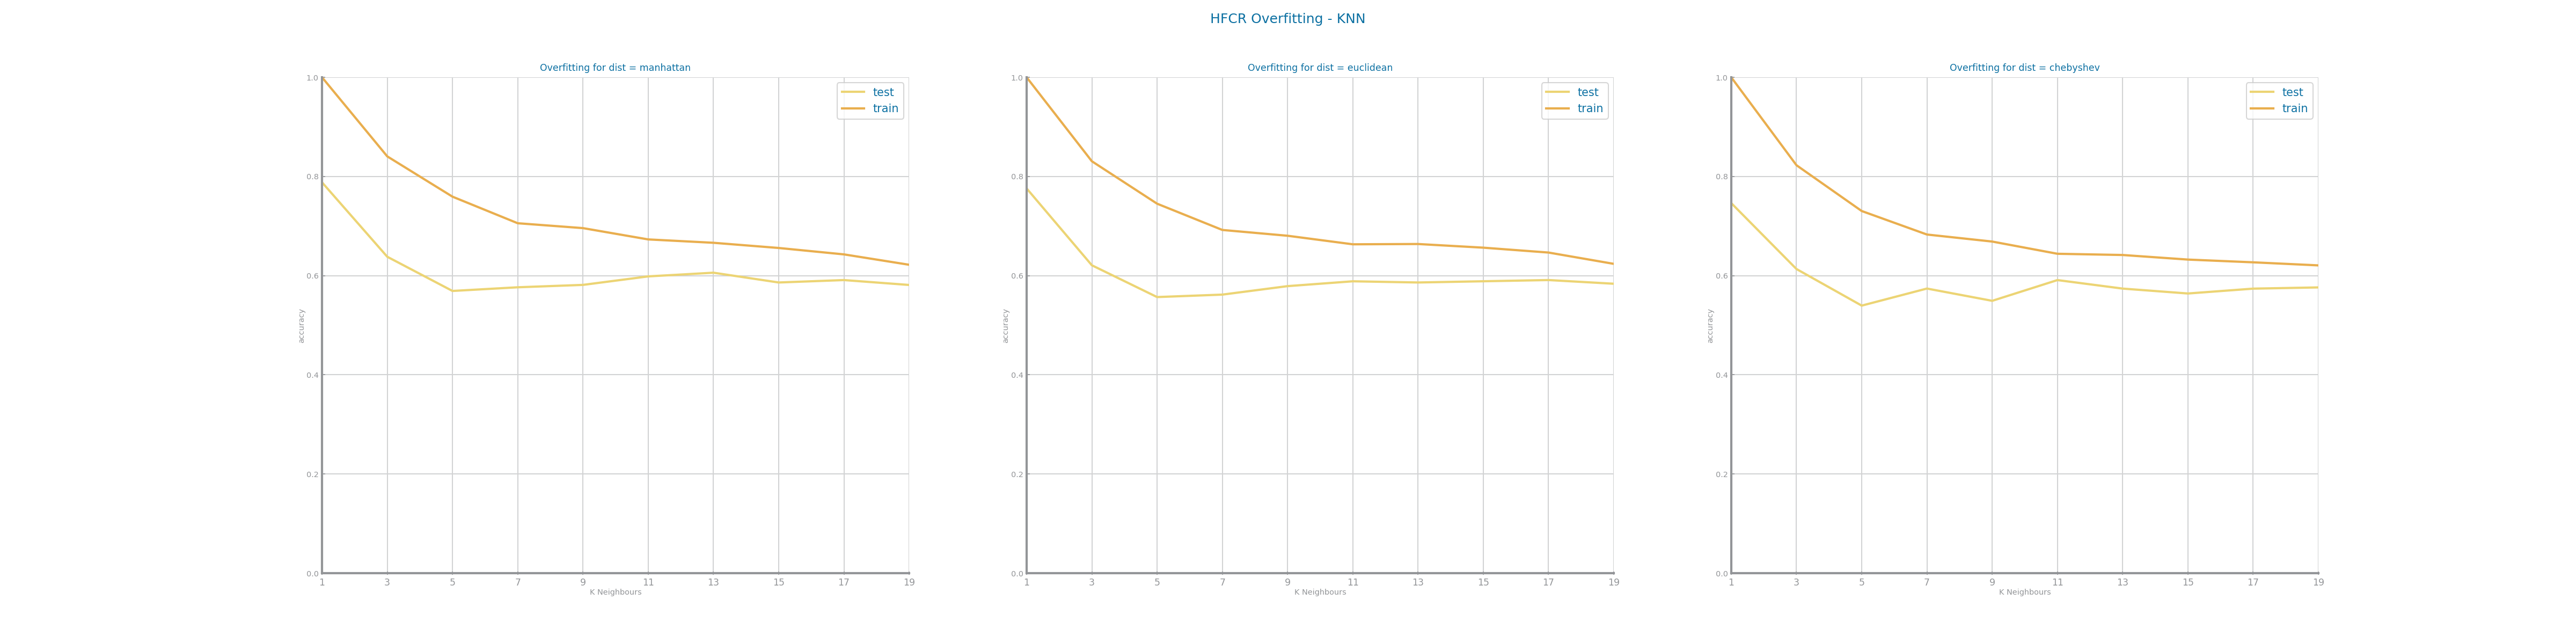 HFCR Overfitting - KNN
Overfitting for dist = manhattan
test
train
1.0
0.8
0.6
0.4
0.2
0.0
accuracy
1 3 5 7 9 11 13 15 17 19
K Neighbours
Overfitting for dist = euclidean
test
train
1.0
0.8
0.6
0.4
0.2
0.0
accuracy
1 3 5 7 9 11 13 15 17 19
K Neighbours
Overfitting for dist = chebyshev
test
train
1.0
0.8
0.6
0.4
0.2
0.0
accuracy
1 3 5 7 9 11 13 15 17 19
K Neighbours